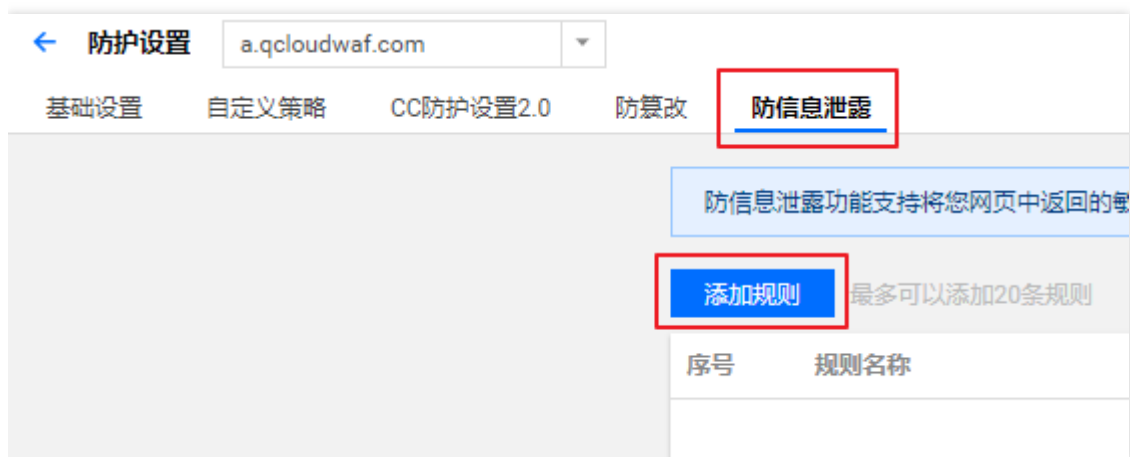 防护设置 a.qcloudwaf.com
基础设置 自定义策略 CC防护设置2.0 防篡改 防信息泄露
防信息泄露功能支持将您网页中返回的敏
添加规则 最多可以添加20条规则
序号 规则名称